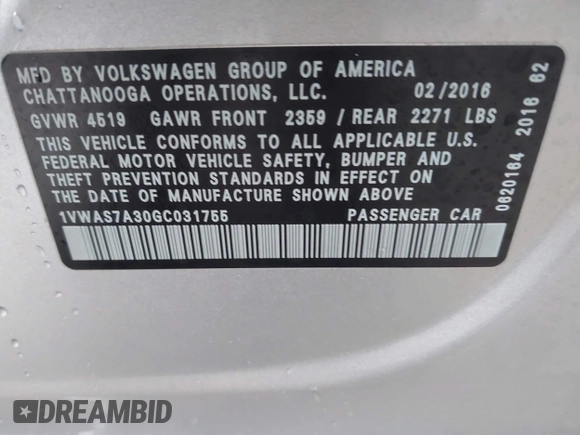 MFD BY VOLKSWAGEN GROUP OF AMERICA
CHATTANOOGA OPERATIONS, LLC. 02/2016
GVWR 4519 GAWR FRONT 2359 / REAR 2271 LBS
THIS VEHICLE CONFORMS TO ALL APPLICABLE U.S.
FEDERAL MOTOR VEHICLE SAFETY, BUMPER AND
THEFT PREVENTION STANDARDS IN EFFECT ON
THE DATE OF MANUFACTURE SHOWN ABOVE
1VWAS7A30GC031755 PASSENGER CAR
0620164 2016 62
DREAMBID